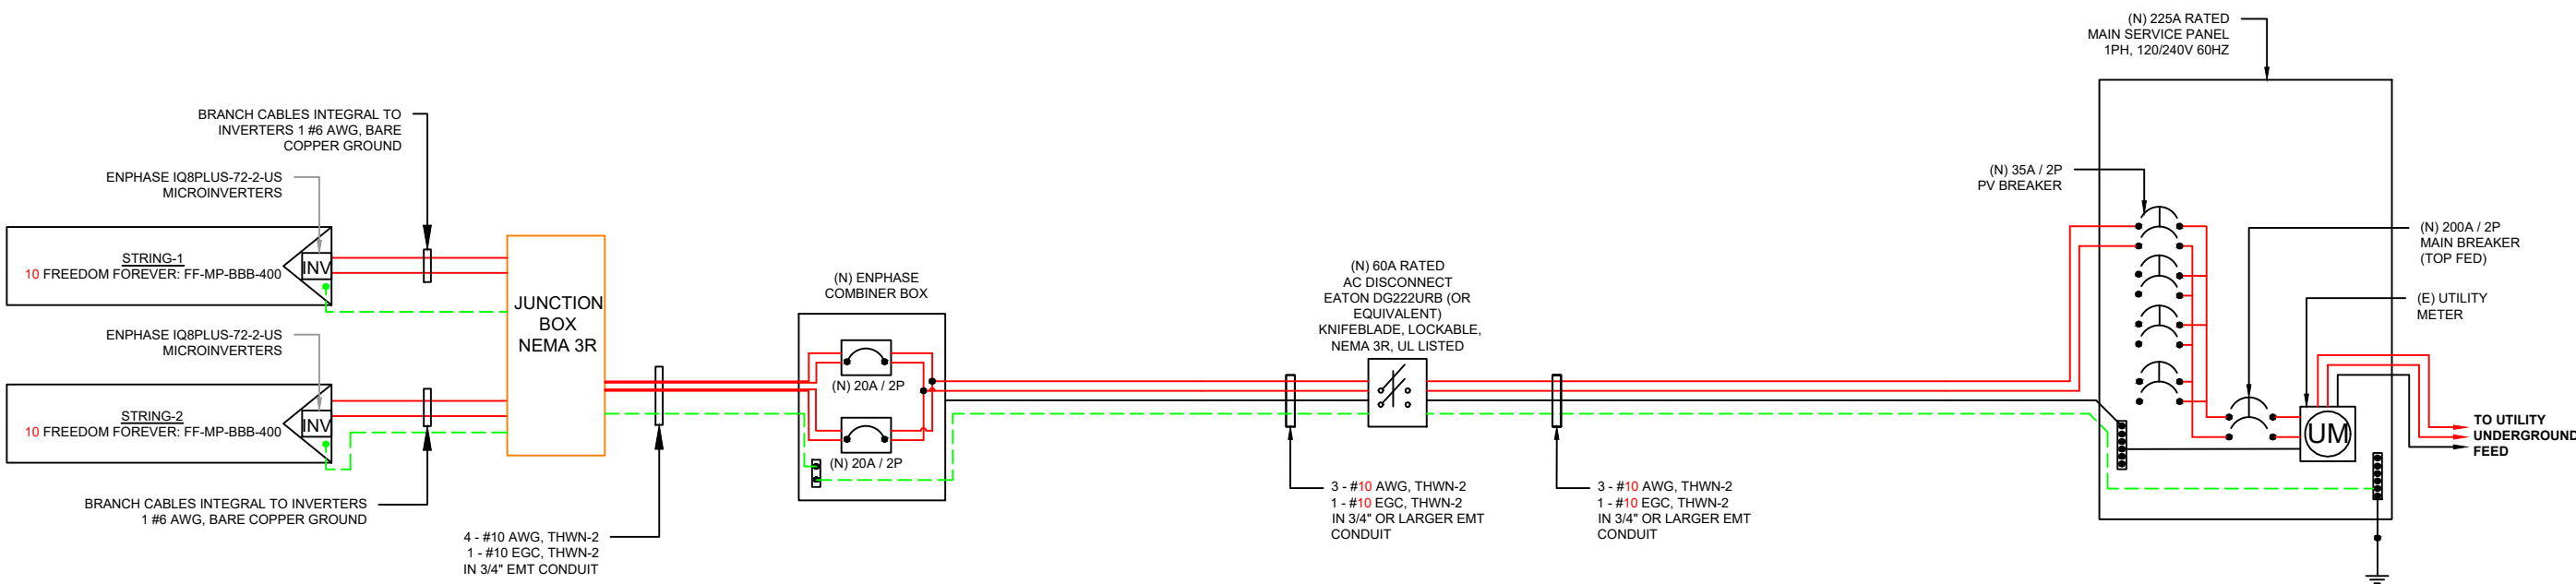 BRANCH CABLES INTEGRAL TO
INVERTERS 1 #6 AWG, BARE
COPPER GROUND
ENPHASE IQ8PLUS-72-2-US
MICROINVERTERS
STRING-1
10 FREEDOM FOREVER: FF-MP-BBB-400
INV
ENPHASE IQ8PLUS-72-2-US
MICROINVERTERS
STRING-2
10 FREEDOM FOREVER: FF-MP-BBB-400
INV
BRANCH CABLES INTEGRAL TO INVERTERS
1 #6 AWG, BARE COPPER GROUND
JUNCTION
BOX
NEMA 3R
4 - #10 AWG, THWN-2
1 - #10 EGC, THWN-2
IN 3/4" EMT CONDUIT
(N) ENPHASE
COMBINER BOX
(N) 20A / 2P
(N) 20A / 2P
(N) 60A RATED
AC DISCONNECT
EATON DG222URB (OR
EQUIVALENT)
KNIFEBLADE, LOCKABLE,
NEMA 3R, UL LISTED
3 - #10 AWG, THWN-2
1 - #10 EGC, THWN-2
IN 3/4" OR LARGER EMT
CONDUIT
3 - #10 AWG, THWN-2
1 - #10 EGC, THWN-2
IN 3/4" OR LARGER EMT
CONDUIT
(N) 225A RATED
MAIN SERVICE PANEL
1PH, 120/240V 60HZ
(N) 35A / 2P
PV BREAKER
(N) 200A / 2P
MAIN BREAKER
(TOP FED)
(E) UTILITY
METER
UM
TO UTILITY
UNDERGROUND
FEED